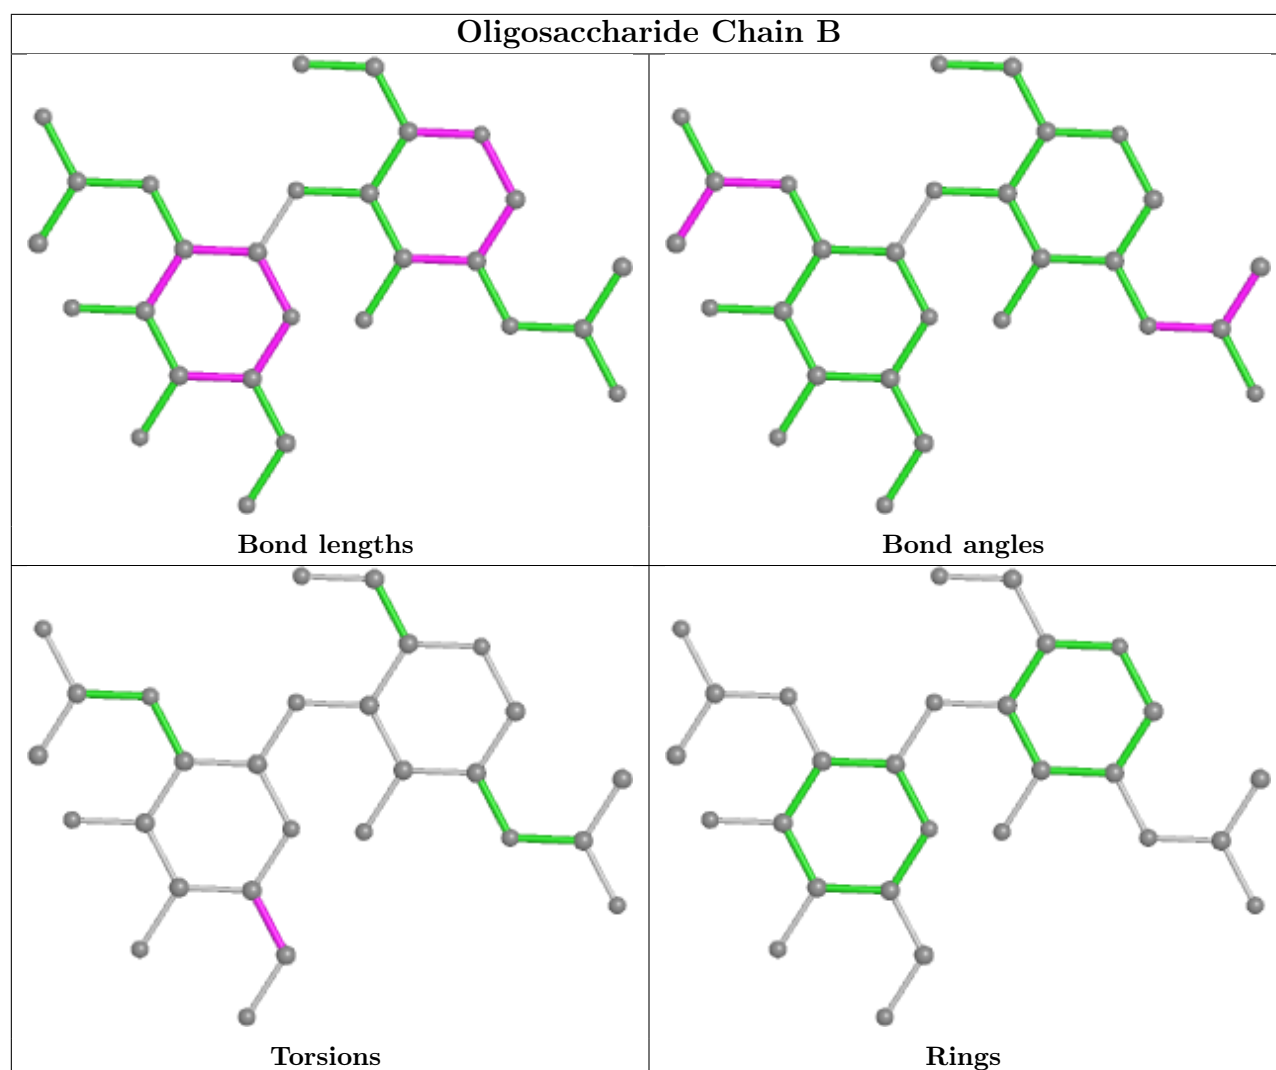 Oligosaccharide Chain B
Bond lengths
Bond angles
Torsions
Rings